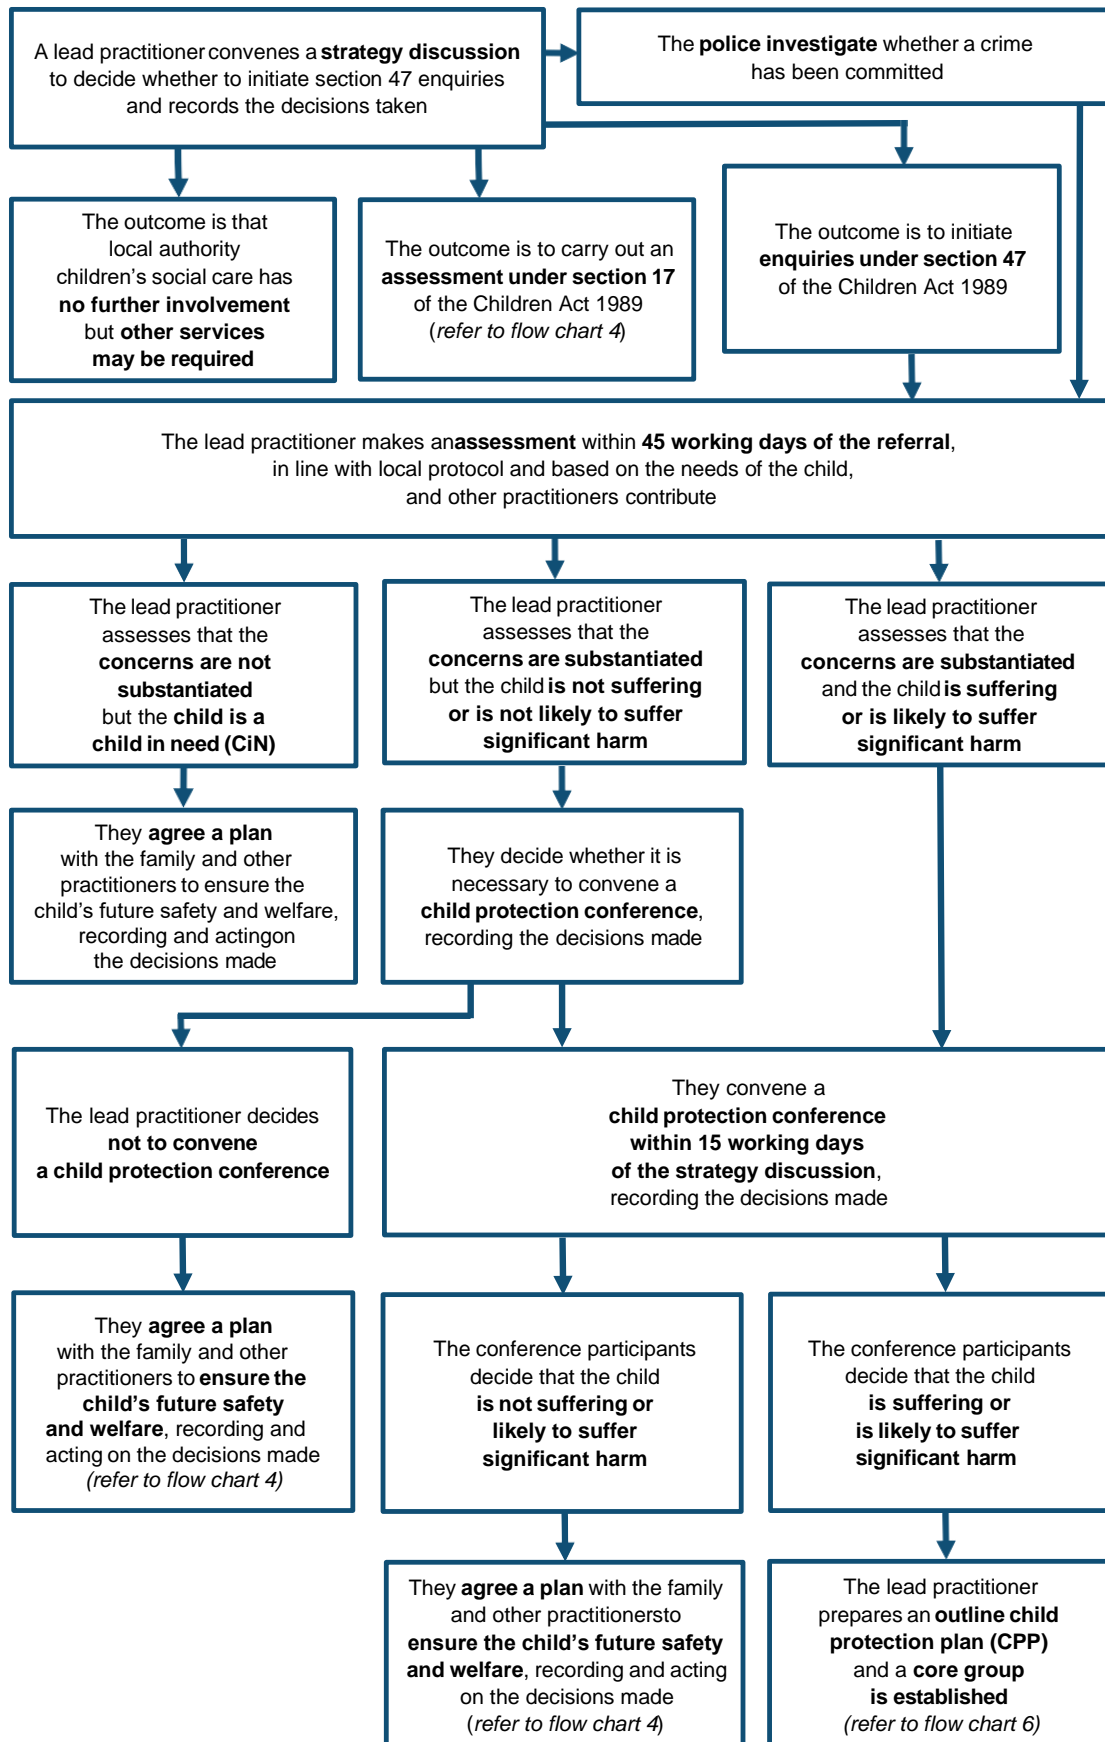 A lead practitioner convenes a strategy discussion
to decide whether to initiate section 47 enquiries
and records the decisions taken
The police investigate whether a crime
has been committed
The outcome is that
local authority
children’s social care has
no further involvement
but other services
may be required
The outcome is to carry out an
assessment under section 17
of the Children Act 1989
(refer to flow chart 4)
The outcome is to initiate
enquiries under section 47
of the Children Act 1989
The lead practitioner makes anassessment within 45 working days of the referral,
in line with local protocol and based on the needs of the child,
and other practitioners contribute
The lead practitioner
assesses that the
concerns are not
substantiated
but the child is a
child in need (CiN)
The lead practitioner
assesses that the
concerns are substantiated
but the child is not suffering
or is not likely to suffer
significant harm
The lead practitioner
assesses that the
concerns are substantiated
and the child is suffering
or is likely to suffer
significant harm
They agree a plan
with the family and other
practitioners to ensure the
child’s future safety and welfare,
recording and actingon
the decisions made
They decide whether it is
necessary to convene a
child protection conference,
recording the decisions made
The lead practitioner decides
not to convene
a child protection conference
They convene a
child protection conference
within 15 working days
of the strategy discussion,
recording the decisions made
They agree a plan
with the family and other
practitioners to ensure the
child’s future safety
and welfare, recording and
acting on the decisions made
(refer to flow chart 4)
The conference participants
decide that the child
is not suffering or
likely to suffer
significant harm
The conference participants
decide that the child
is suffering or
is likely to suffer
significant harm
They agree a plan with the family
and other practitionersto
ensure the child’s future safety
and welfare, recording and acting
on the decisions made
(refer to flow chart 4)
The lead practitioner
prepares an outline child
protection plan (CPP)
and a core group
is established
(refer to flow chart 6)